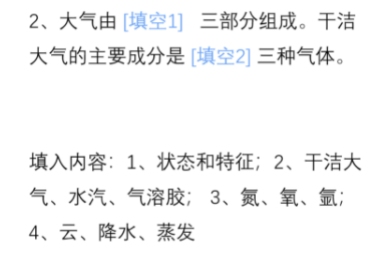 2、大气由 [填空1] 三部分组成。干洁
大气的主要成分是 [填空2] 三种气体。
填入内容：1、状态和特征；2、干洁大
气、水汽、气溶胶； 3、氮、氧、氩；
4、云、降水、蒸发